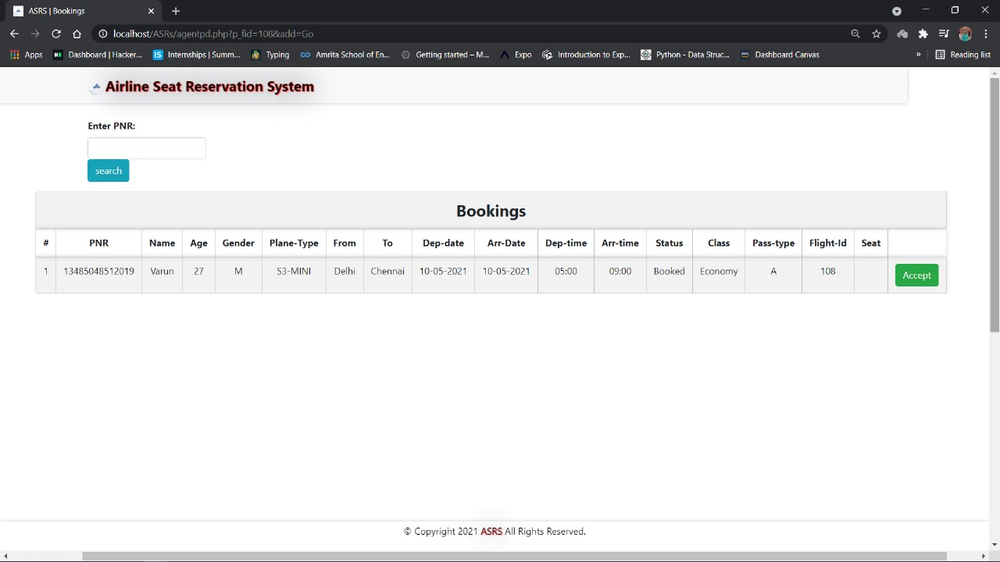 ASRS | Bookings
localhost/ASRs/agentpd.php?p_fid=108&add=Go
Apps Dashboard | Hacker... Internships | Summ... Typing Amrita School of En... Getting started – M... Expo Introduction to Exp... Python - Data Struc... Dashboard Canvas » Reading list
Airline Seat Reservation System
Enter PNR:
search
Bookings
# PNR Name Age Gender Plane-Type From To Dep-date Arr-Date Dep-time Arr-time Status Class Pass-type Flight-Id Seat
1 13485048512019 Varun 27 M S3-MINI Delhi Chennai 10-05-2021 10-05-2021 05:00 09:00 Booked Economy A 108 Accept
© Copyright 2021 ASRS All Rights Reserved.